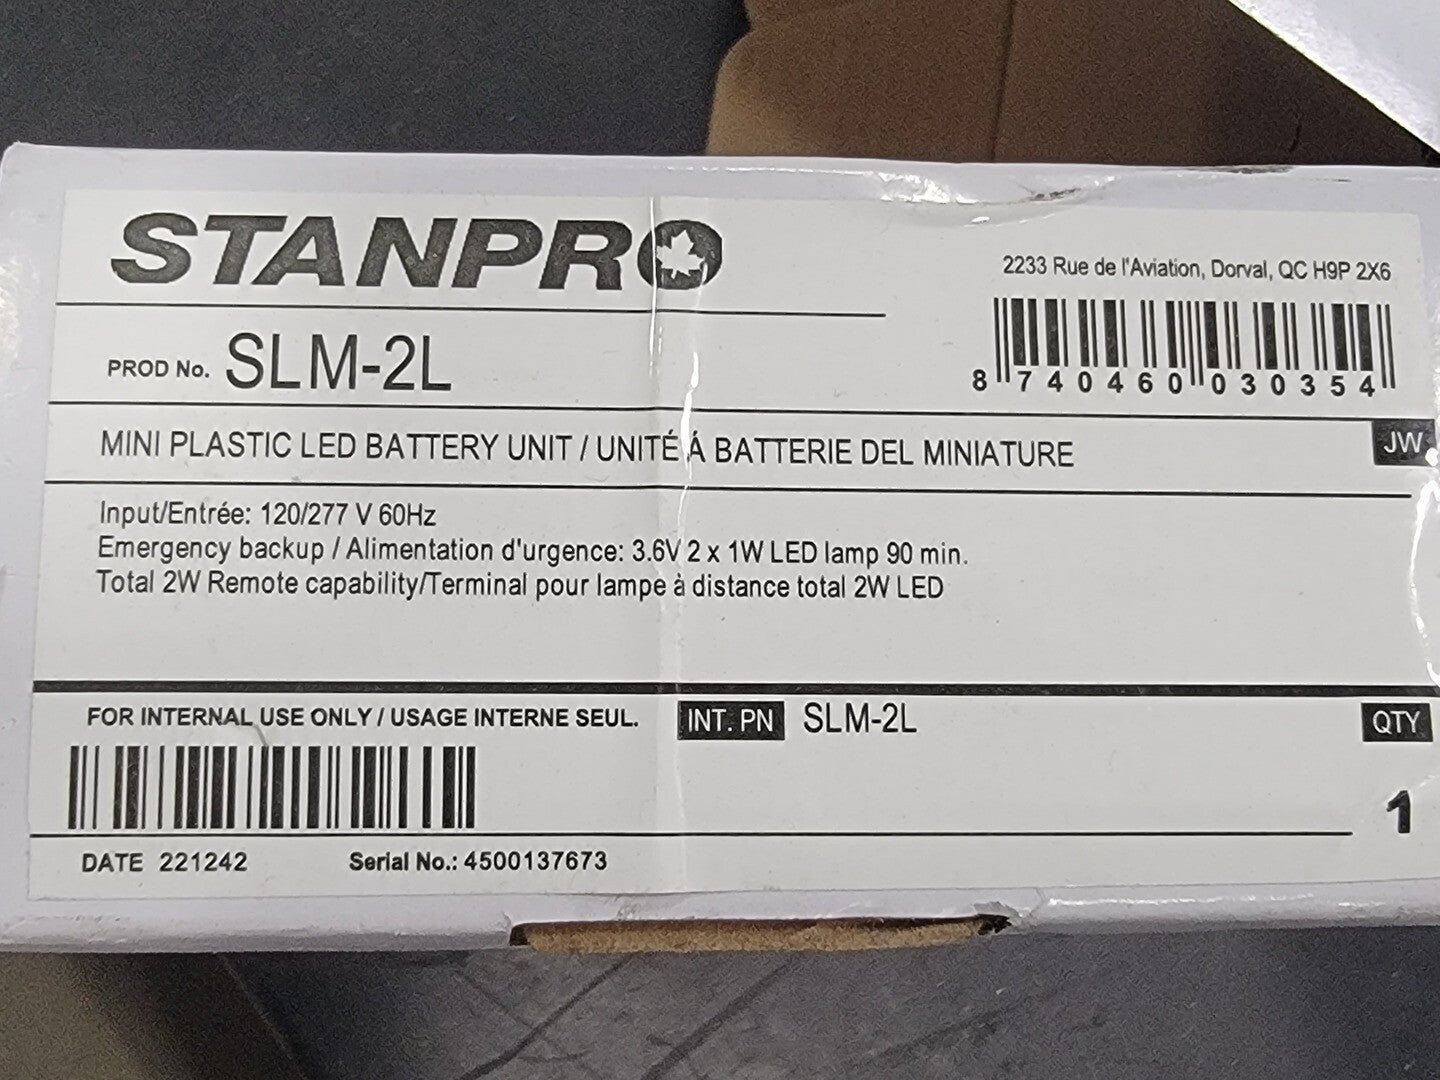 STANPRO
2233 Rue de l'Aviation, Dorval, QC H9P 2X6
PROD No. SLM-2L
8 740460 030354
MINI PLASTIC LED BATTERY UNIT / UNITÉ Á BATTERIE DEL MINIATURE
JW
Input/Entrée: 120/277 V 60Hz
Emergency backup / Alimentation d'urgence: 3.6V 2 x 1W LED lamp 90 min.
Total 2W Remote capability/Terminal pour lampe à distance total 2W LED
FOR INTERNAL USE ONLY / USAGE INTERNE SEUL.
INT. PN SLM-2L
QTY
1
DATE 221242
Serial No.: 4500137673